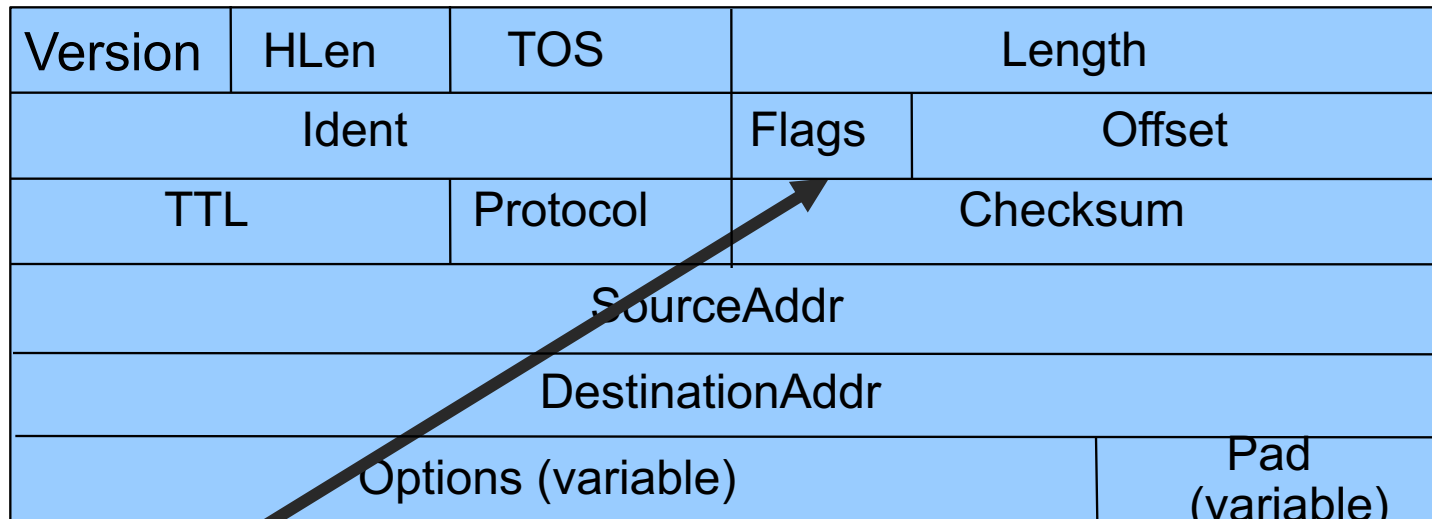 Version HLen TOS Length
Ident Flags Offset
TTL Protocol Checksum
SourceAddr
DestinationAddr
Options (variable) Pad
(variable)